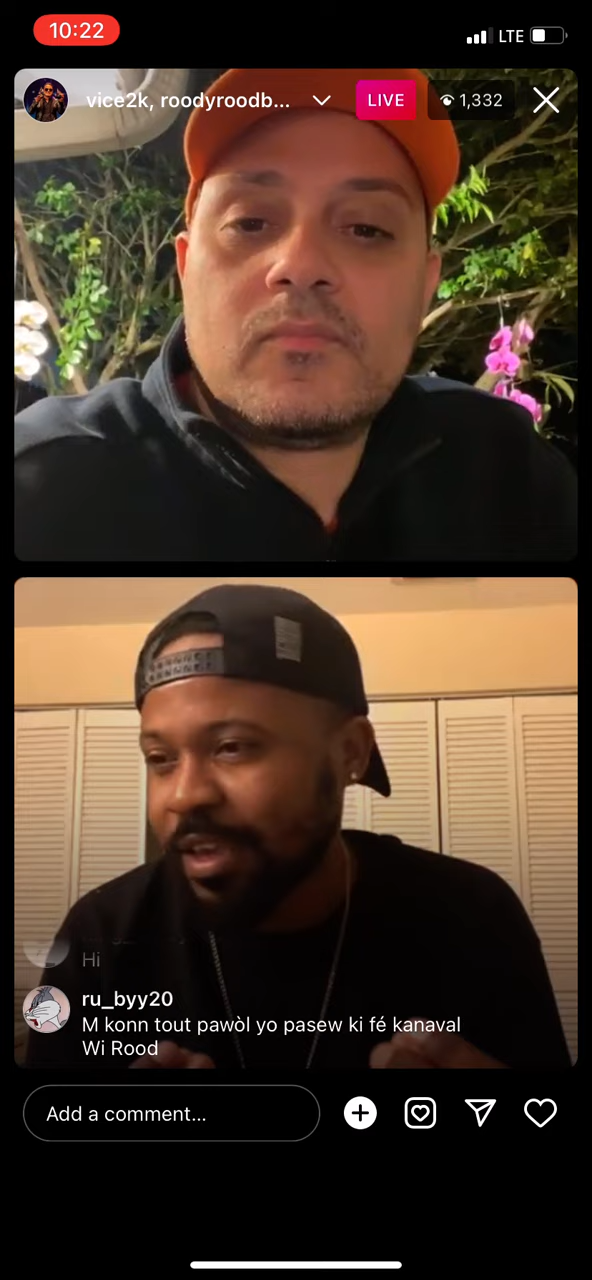 10:22
LTE
vice2k, roodyroodb...
LIVE
1,332
Hi
ru_byy20
M konn tout pawòl yo pasew ki fé kanaval
Wi Rood
Add a comment...